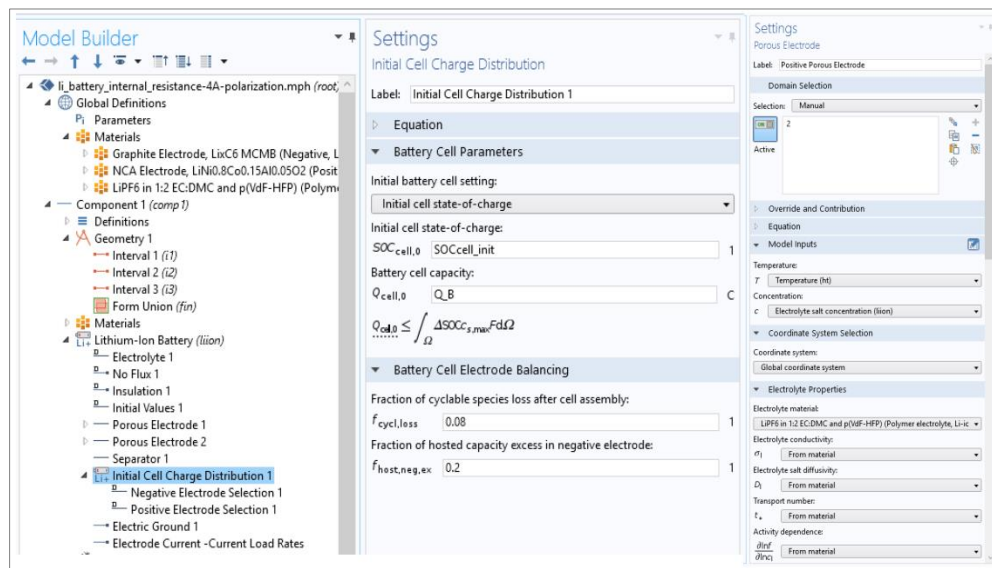 Model Builder
li_battery_internal_resistance-4A-polarization.mph (root)
Global Definitions
Pi Parameters
Materials
Graphite Electrode, LixC6 MCMB (Negative, L
NCA Electrode, LiNi0.8Co0.15Al0.05O2 (Posit
LiPF6 in 1:2 EC:DMC and p(VdF-HFP) (Polyme
Component 1 (comp1)
Definitions
Geometry 1
Interval 1 (i1)
Interval 2 (i2)
Interval 3 (i3)
Form Union (fin)
Materials
Lithium-Ion Battery (liion)
Electrolyte 1
No Flux 1
Insulation 1
Initial Values 1
Porous Electrode 1
Porous Electrode 2
Separator 1
Initial Cell Charge Distribution 1
Negative Electrode Selection 1
Positive Electrode Selection 1
Electric Ground 1
Electrode Current -Current Load Rates
Settings
Initial Cell Charge Distribution
Label: Initial Cell Charge Distribution 1
Equation
Battery Cell Parameters
Initial battery cell setting:
Initial cell state-of-charge
Initial cell state-of-charge:
SOCcell,0 SOCcell_init 1
Battery cell capacity:
Qcell,0 Q_B C
Qcell,0 ≤ ∫Ω ΔSOCcs,maxFdΩ
Battery Cell Electrode Balancing
Fraction of cyclable species loss after cell assembly:
fcycl,loss 0.08 1
Fraction of hosted capacity excess in negative electrode:
fhost,neg,ex 0.2 1
Settings
Porous Electrode
Label: Positive Porous Electrode
Domain Selection
Selection: Manual
2
Active
Override and Contribution
Equation
Model Inputs
Temperature:
T Temperature (ht)
Concentration:
c Electrolyte salt concentration (liion)
Coordinate System Selection
Coordinate system:
Global coordinate system
Electrolyte Properties
Electrolyte material:
LiPF6 in 1:2 EC:DMC and p(VdF-HFP) (Polymer electrolyte, Li-ic
Electrolyte conductivity:
σl From material
Electrolyte salt diffusivity:
Dl From material
Transport number:
t+ From material
Activity dependence:
∂lnf/∂lncl From material